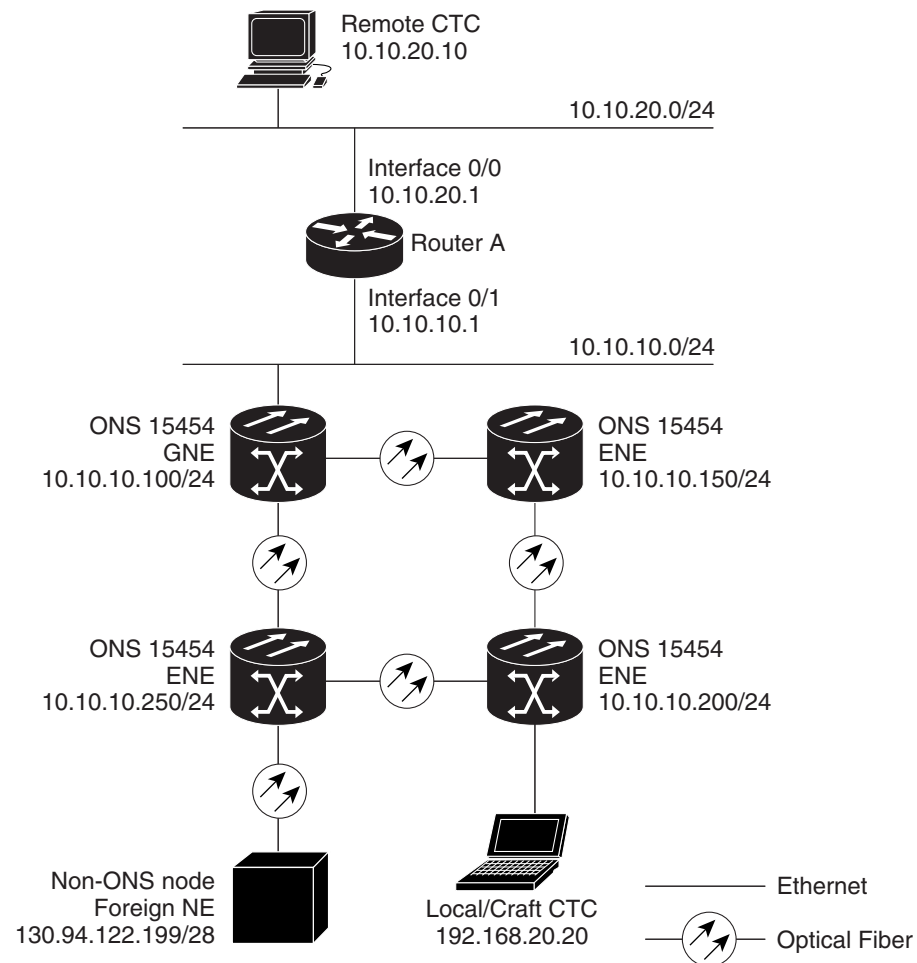 Remote CTC
10.10.20.10
10.10.20.0/24
Interface 0/0
10.10.20.1
Router A
Interface 0/1
10.10.10.1
10.10.10.0/24
ONS 15454
GNE
10.10.10.100/24
ONS 15454
ENE
10.10.10.150/24
ONS 15454
ENE
10.10.10.250/24
ONS 15454
ENE
10.10.10.200/24
Non-ONS node
Foreign NE
130.94.122.199/28
Local/Craft CTC
192.168.20.20
Ethernet
Optical Fiber